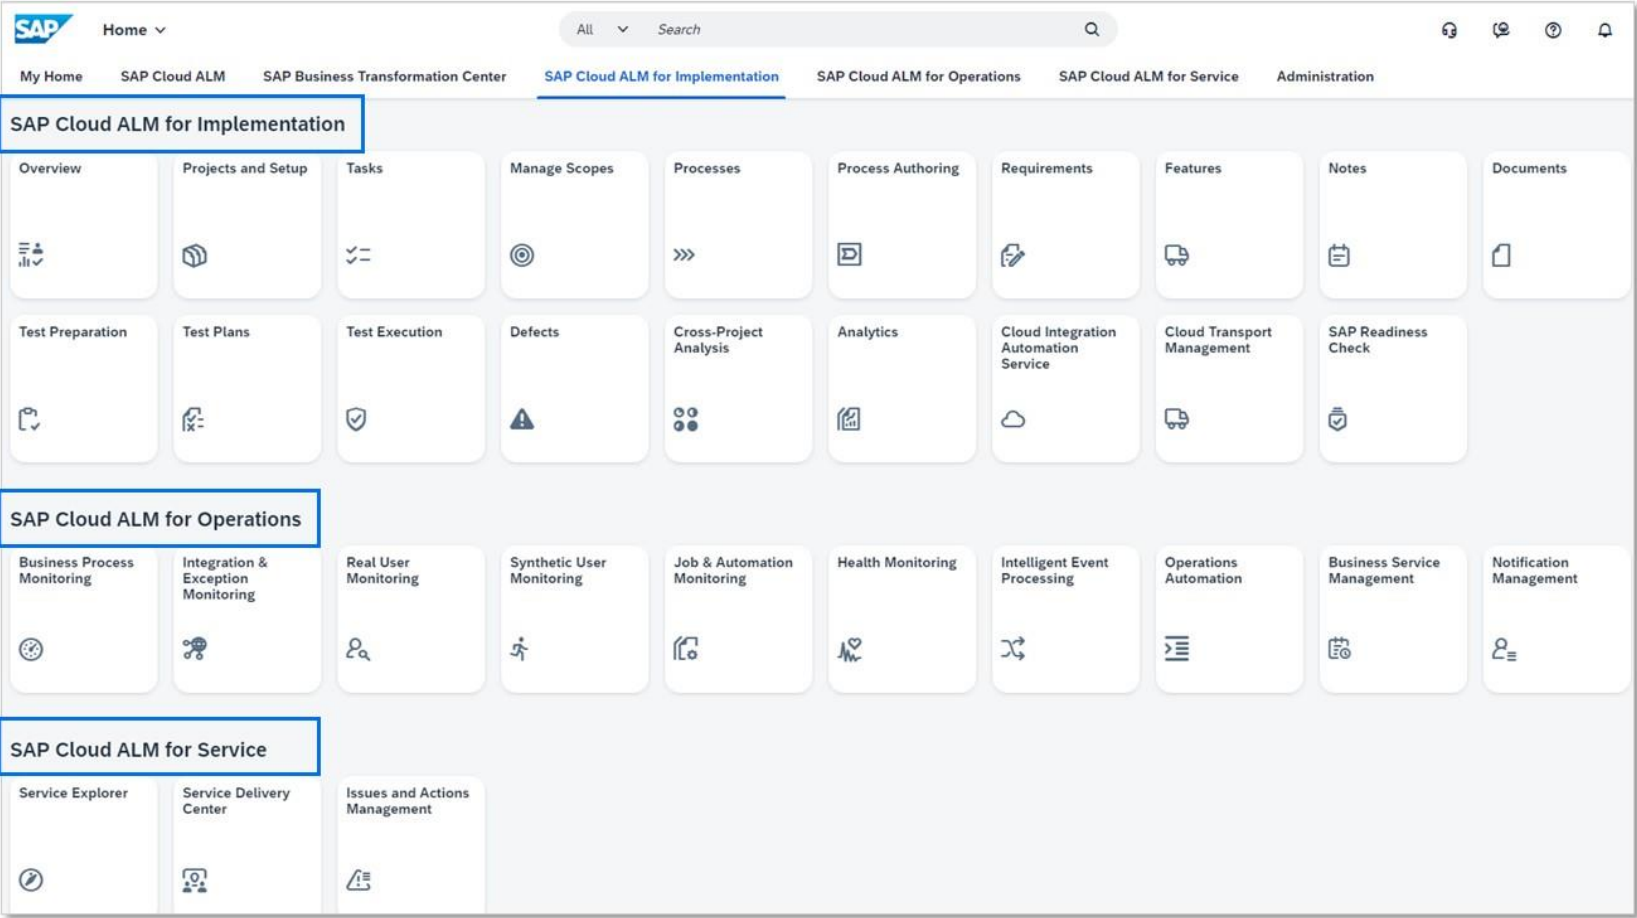 SAP
Home
All
Search
My Home
SAP Cloud ALM
SAP Business Transformation Center
SAP Cloud ALM for Implementation
SAP Cloud ALM for Operations
SAP Cloud ALM for Service
Administration
SAP Cloud ALM for Implementation
Overview
Projects and Setup
Tasks
Manage Scopes
Processes
Process Authoring
Requirements
Features
Notes
Documents
Test Preparation
Test Plans
Test Execution
Defects
Cross-Project
Analysis
Analytics
Cloud Integration
Automation
Service
Cloud Transport
Management
SAP Readiness
Check
SAP Cloud ALM for Operations
Business Process
Monitoring
Integration &
Exception
Monitoring
Real User
Monitoring
Synthetic User
Monitoring
Job & Automation
Monitoring
Health Monitoring
Intelligent Event
Processing
Operations
Automation
Business Service
Management
Notification
Management
SAP Cloud ALM for Service
Service Explorer
Service Delivery
Center
Issues and Actions
Management